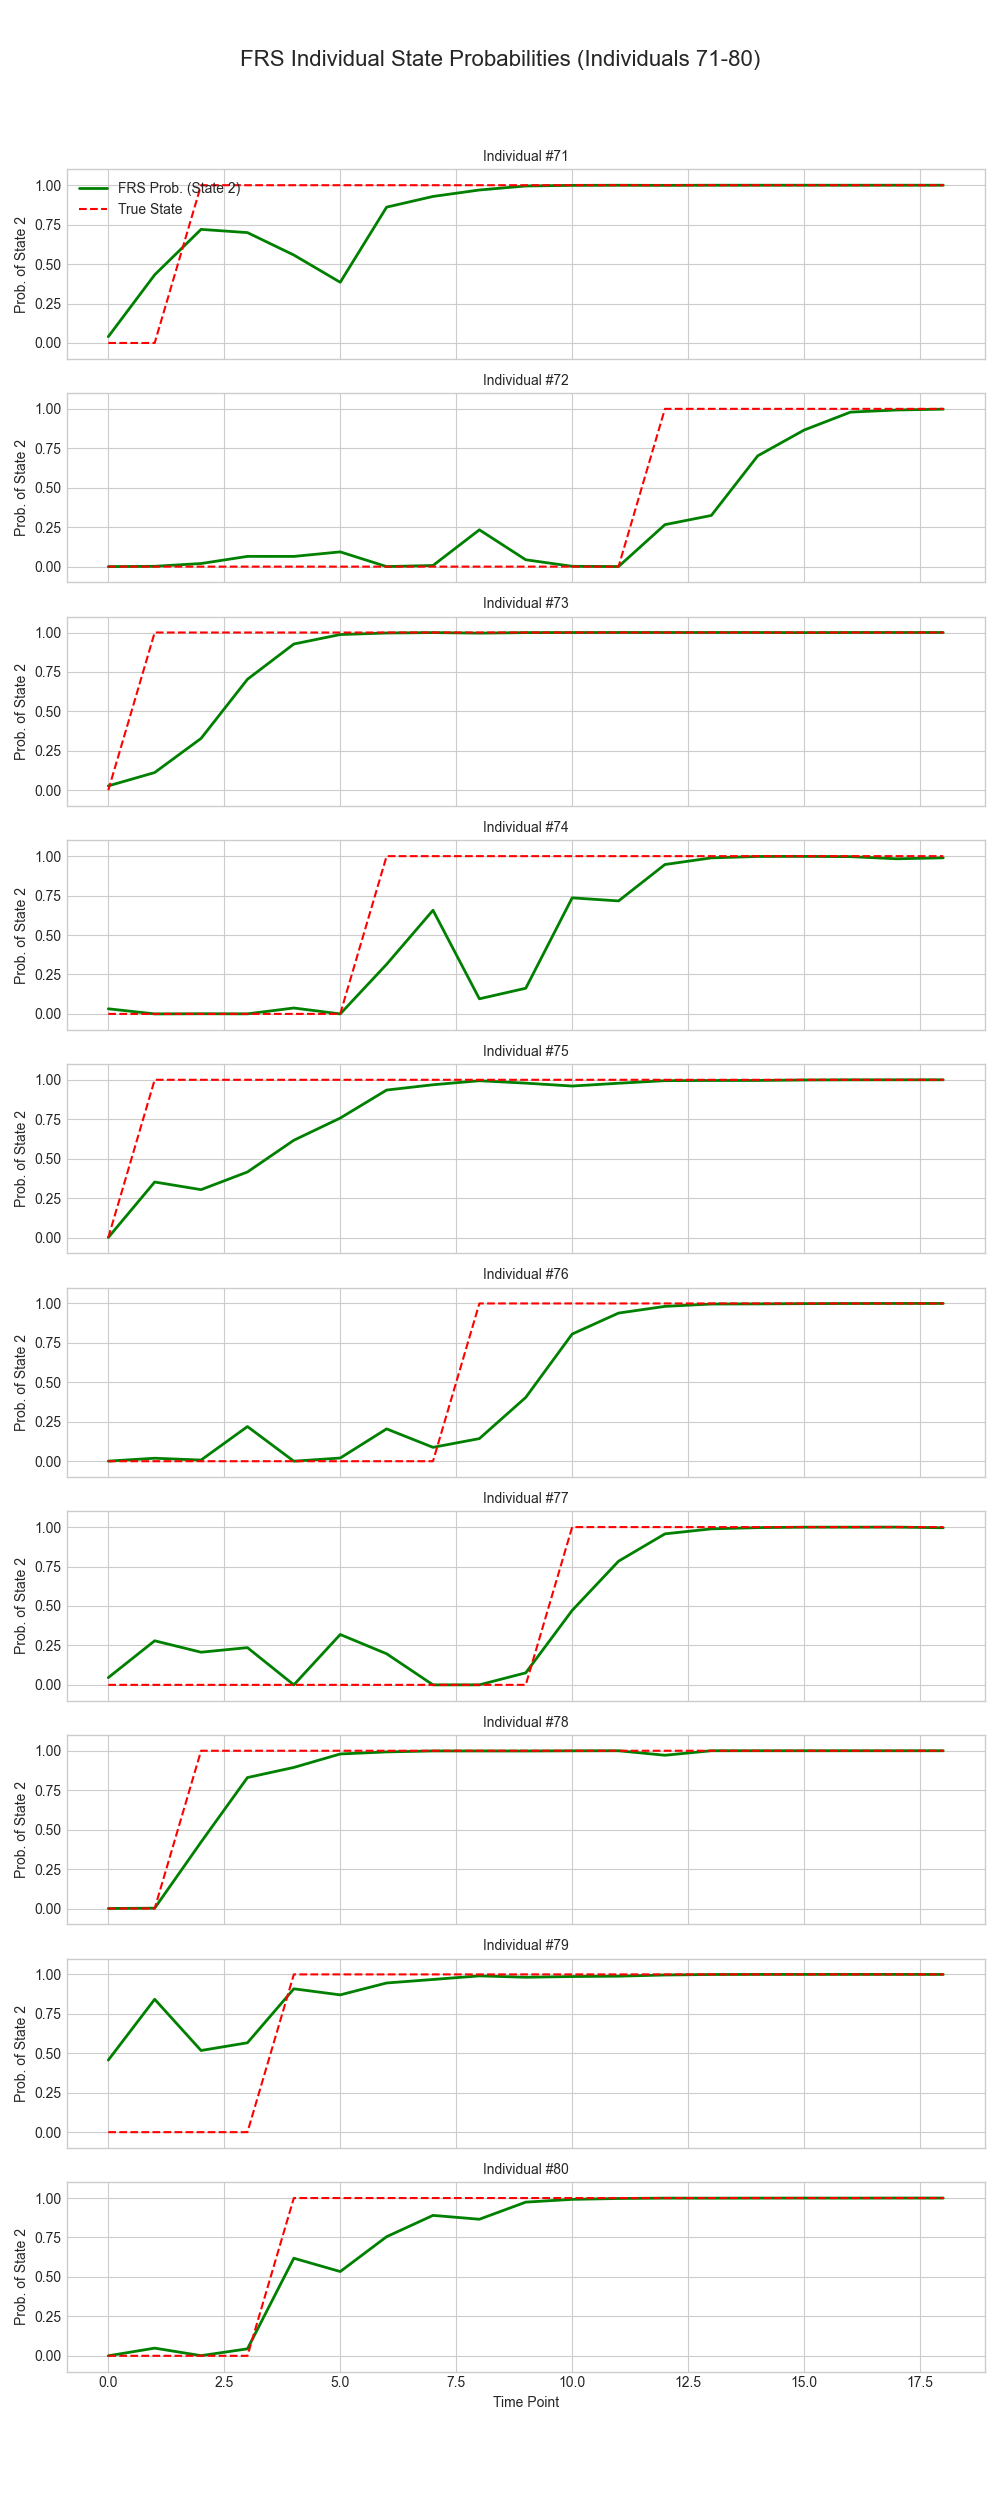 FRS Individual State Probabilities (Individuals 71-80)
Individual #71
1.00
0.75
0.50
0.25
0.00
Prob. of State 2
FRS Prob. (State 2)
True State
Individual #72
1.00
0.75
0.50
0.25
0.00
Prob. of State 2
Individual #73
1.00
0.75
0.50
0.25
0.00
Prob. of State 2
Individual #74
1.00
0.75
0.50
0.25
0.00
Prob. of State 2
Individual #75
1.00
0.75
0.50
0.25
0.00
Prob. of State 2
Individual #76
1.00
0.75
0.50
0.25
0.00
Prob. of State 2
Individual #77
1.00
0.75
0.50
0.25
0.00
Prob. of State 2
Individual #78
1.00
0.75
0.50
0.25
0.00
Prob. of State 2
Individual #79
1.00
0.75
0.50
0.25
0.00
Prob. of State 2
Individual #80
1.00
0.75
0.50
0.25
0.00
Prob. of State 2
0.0 2.5 5.0 7.5 10.0 12.5 15.0 17.5
Time Point